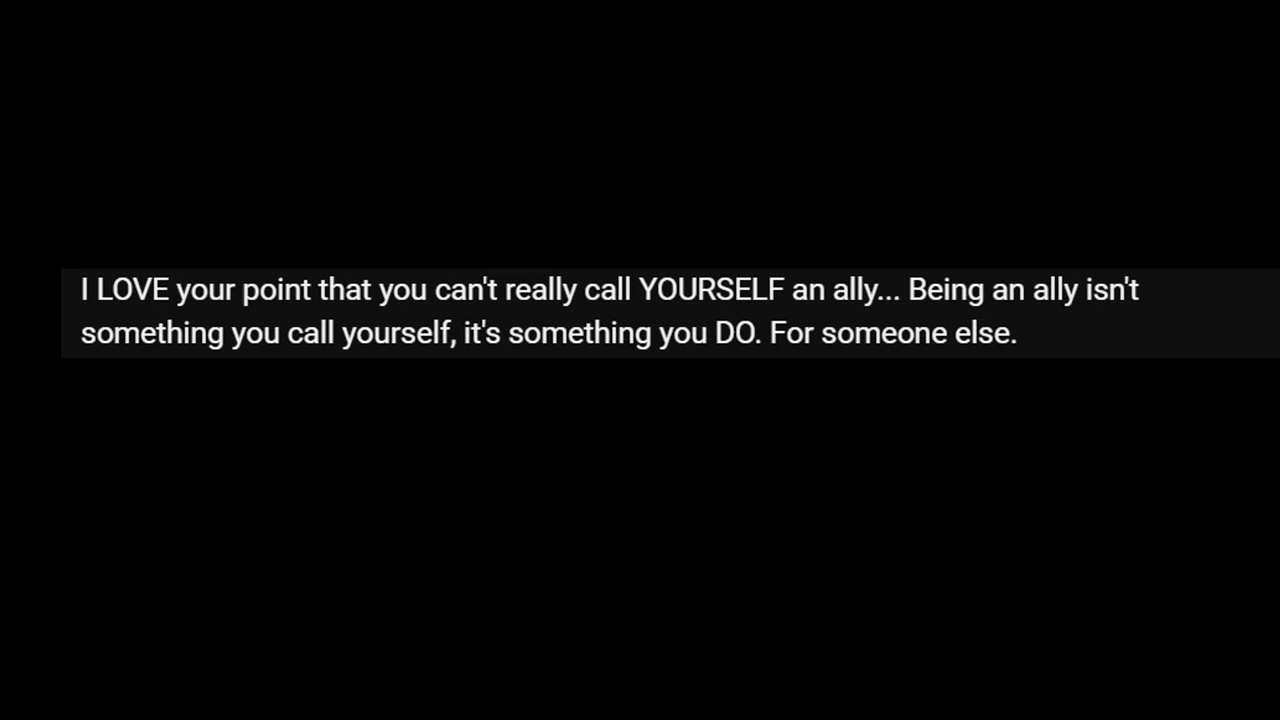 I LOVE your point that you can't really call YOURSELF an ally... Being an ally isn't
something you call yourself, it's something you DO. For someone else.